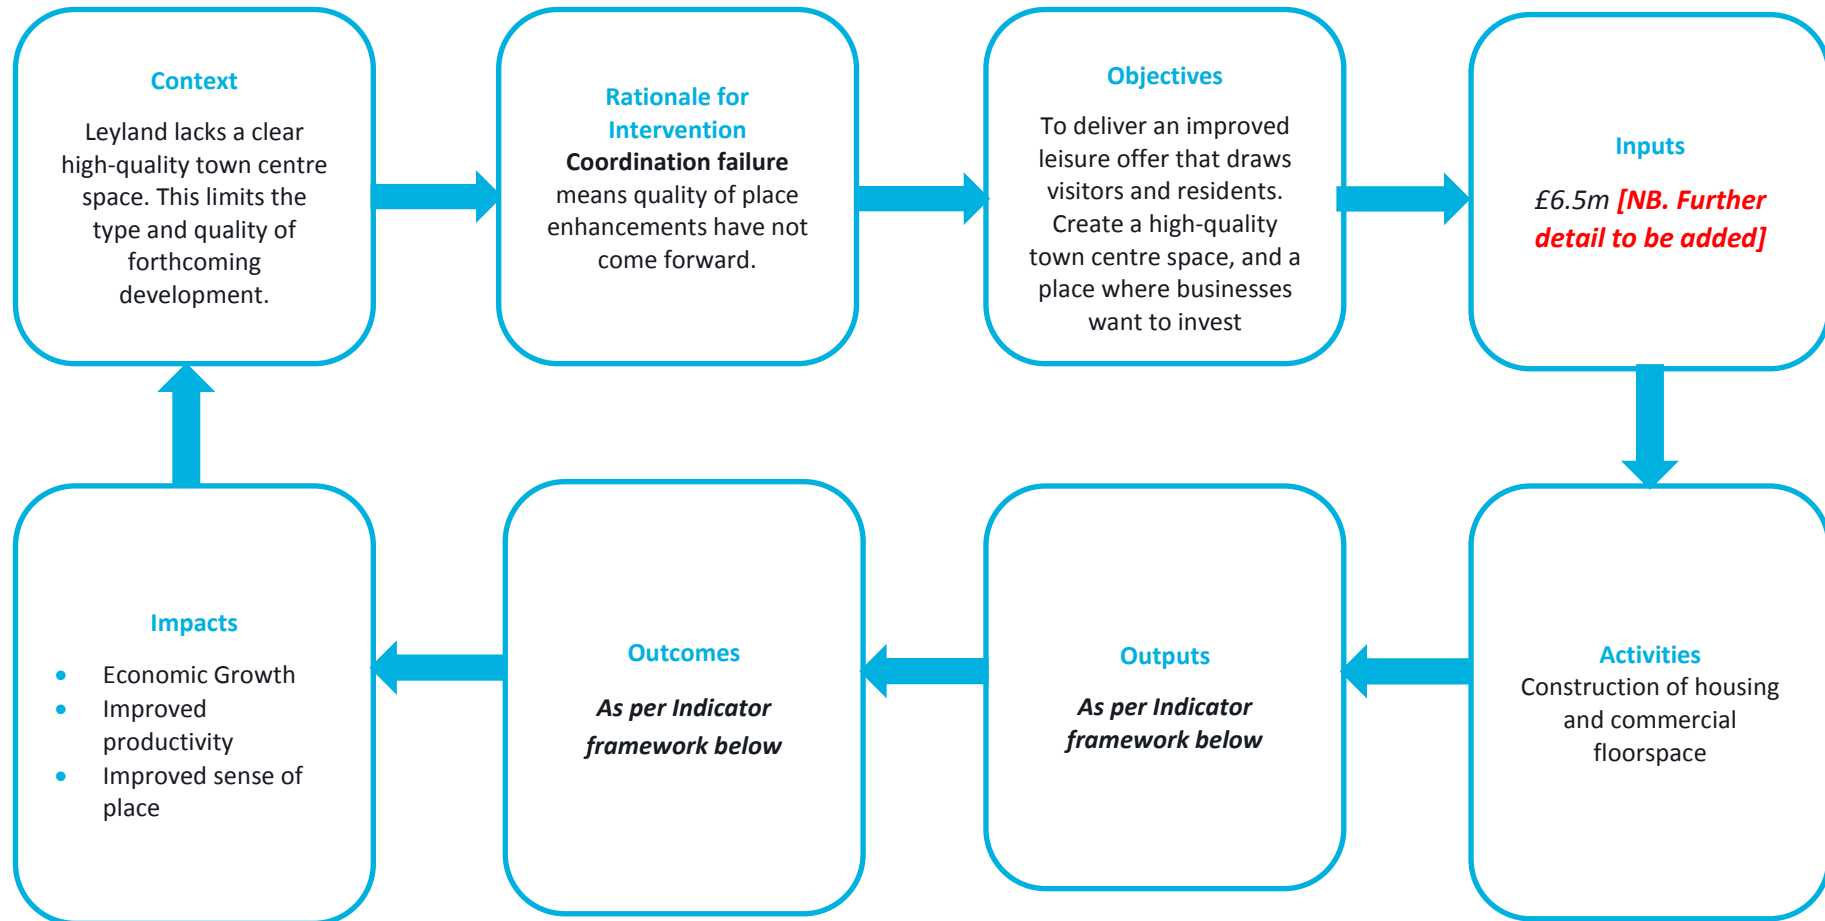 Context
Leyland lacks a clear
high-quality town centre
space. This limits the
type and quality of
forthcoming
development.
Rationale for
Intervention
Coordination failure
means quality of place
enhancements have not
come forward.
Objectives
To deliver an improved
leisure offer that draws
visitors and residents.
Create a high-quality
town centre space, and a
place where businesses
want to invest
Inputs
£6.5m [NB. Further
detail to be added]
Activities
Construction of housing
and commercial
floorspace
Outputs
As per Indicator
framework below
Outcomes
As per Indicator
framework below
Impacts
• Economic Growth
• Improved
productivity
• Improved sense of
place